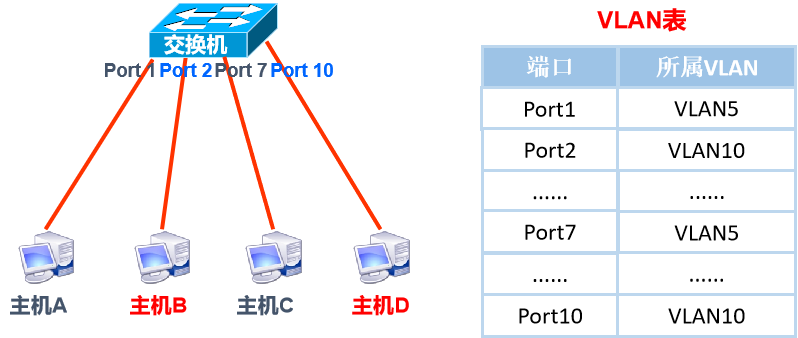 交换机
Port 1 Port 2 Port 7 Port 10
主机A 主机B 主机C 主机D
VLAN表
端口 所属VLAN
Port1 VLAN5
Port2 VLAN10
...... ......
Port7 VLAN5
...... ......
Port10 VLAN10